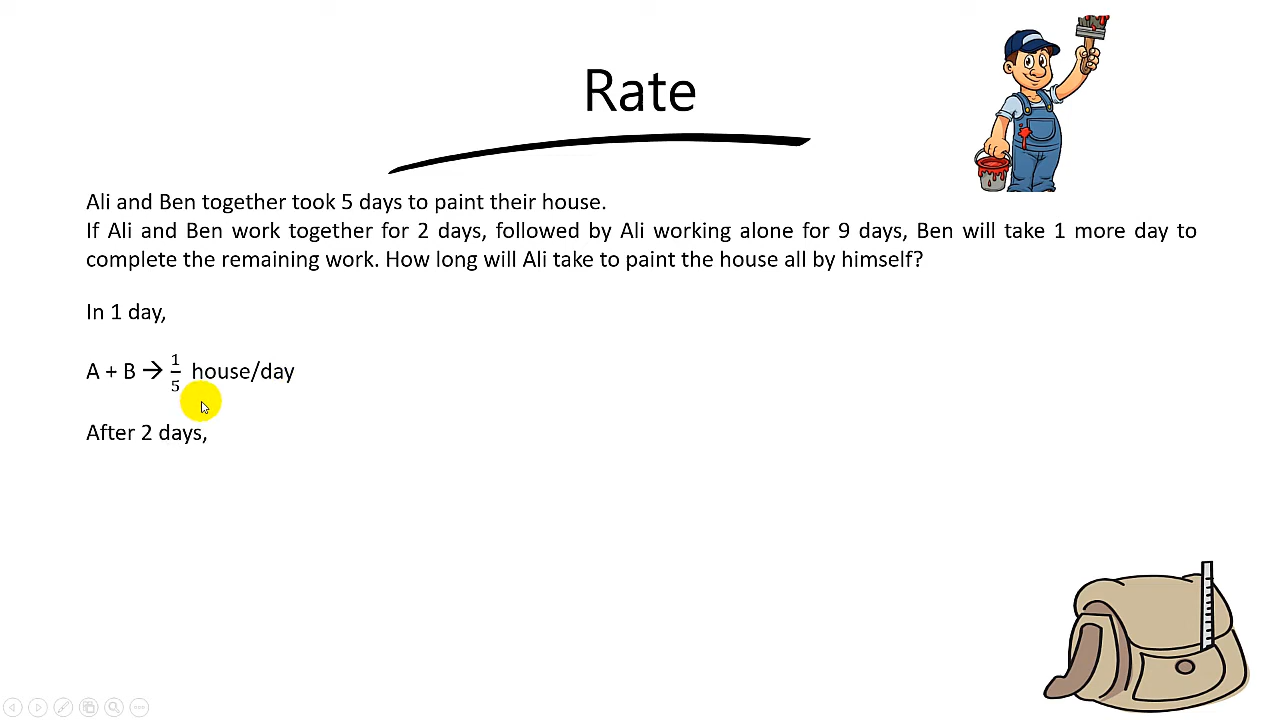 Rate
Ali and Ben together took 5 days to paint their house.
If Ali and Ben work together for 2 days, followed by Ali working alone for 9 days, Ben will take 1 more day to
complete the remaining work. How long will Ali take to paint the house all by himself?
In 1 day,
A + B → 1/5 house/day
After 2 days,